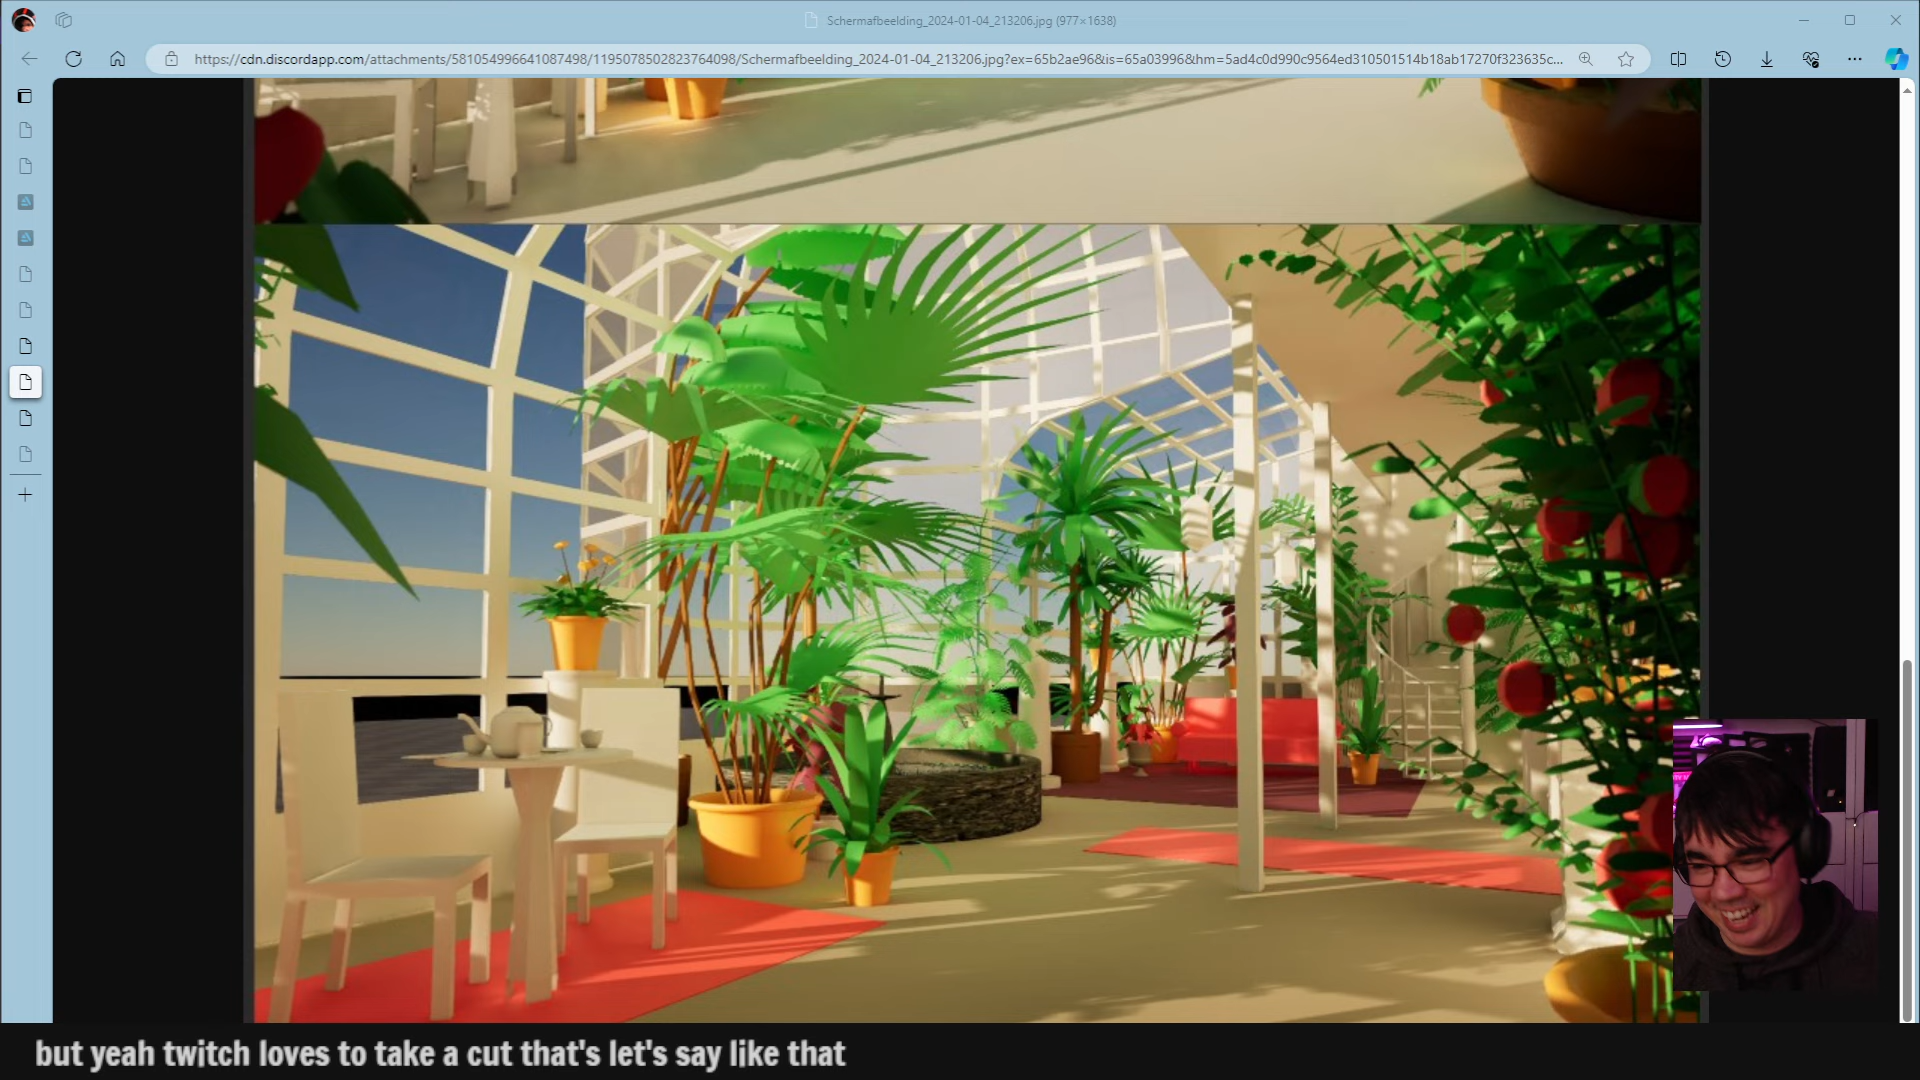 Schermafbeelding_2024-01-04_213206.jpg (977×1638)
https://cdn.discordapp.com/attachments/581054996641087498/1195078502823764098/Schermafbeelding_2024-01-04_213206.jpg?ex=65b2ae96&is=65a03996&hm=5ad4c0d990c9564ed310501514b18ab17270f323635c...
but yeah twitch loves to take a cut that's let's say like that